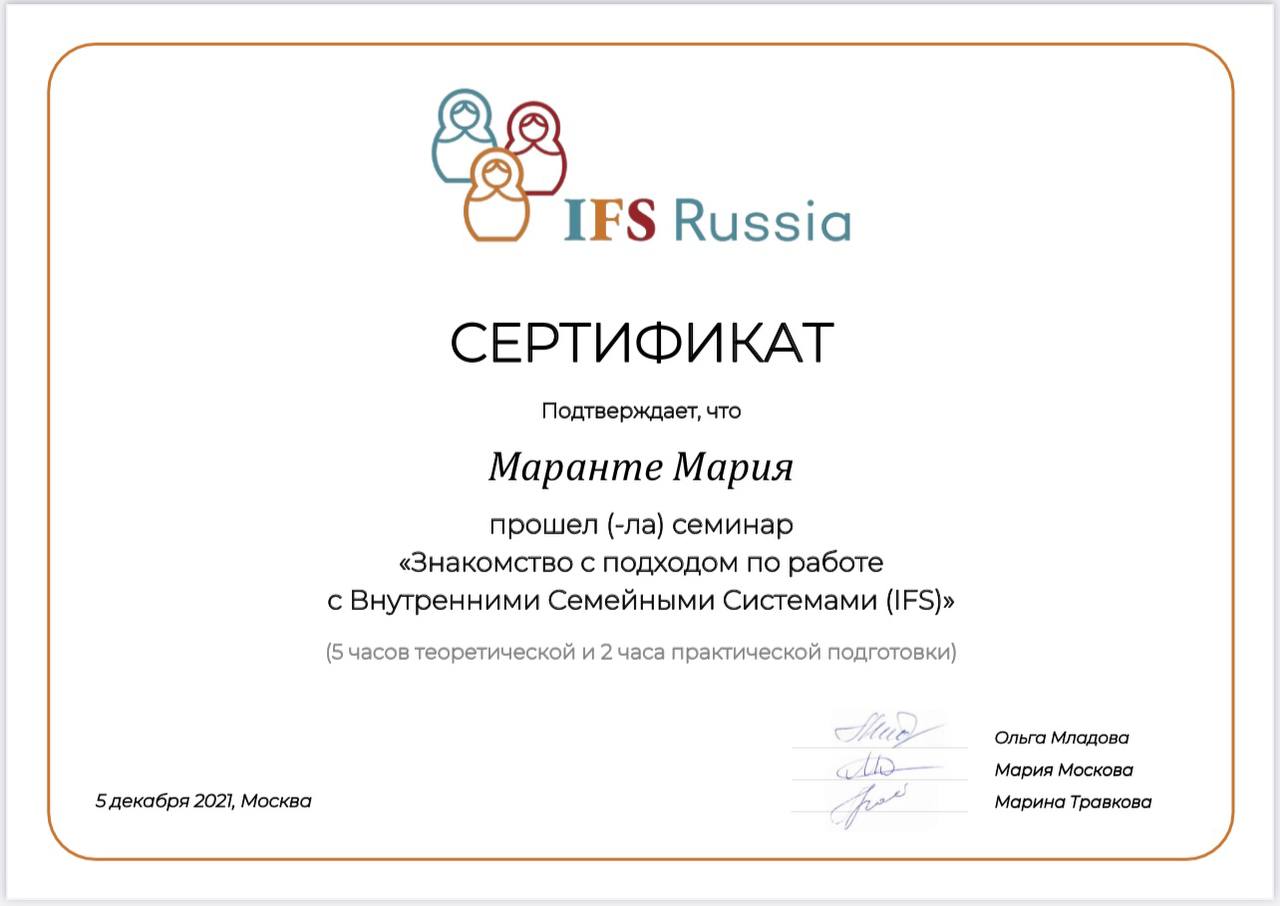 IFS Russia
СЕРТИФИКАТ
Подтверждает, что
Маранте Мария
прошел (-ла) семинар
«Знакомство с подходом по работе
с Внутренними Семейными Системами (IFS)»
(5 часов теоретической и 2 часа практической подготовки)
Ольга Младова
Мария Москова
Марина Травкова
5 декабря 2021, Москва